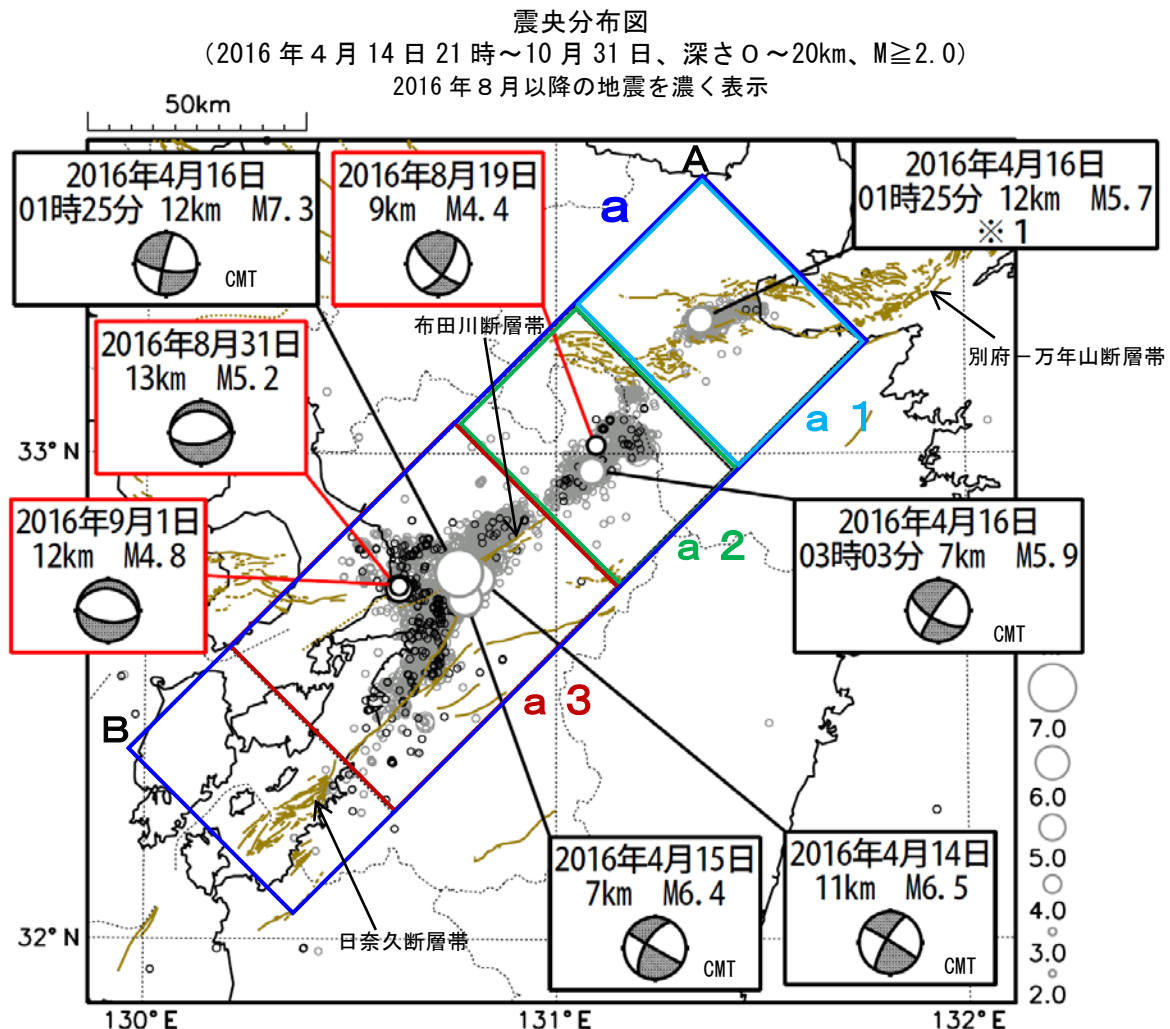 震央分布図
(2016年4月14日21時~10月31日、深さ0~20km、M≧2.0)
2016年8月以降の地震を濃く表示
50km
A
2016年4月16日
01時25分 12km M7.3
CMT
2016年8月19日
9km M4.4
a
2016年4月16日
01時25分 12km M5.7
※1
布田川断層帯
別府-万年山断層帯
2016年8月31日
13km M5.2
a1
33°N
2016年9月1日
12km M4.8
a2
2016年4月16日
03時03分 7km M5.9
CMT
a3
B
7.0
6.0
5.0
4.0
3.0
2.0
2016年4月15日
7km M6.4
CMT
2016年4月14日
11km M6.5
CMT
日奈久断層帯
32°N
130°E
131°E
132°E